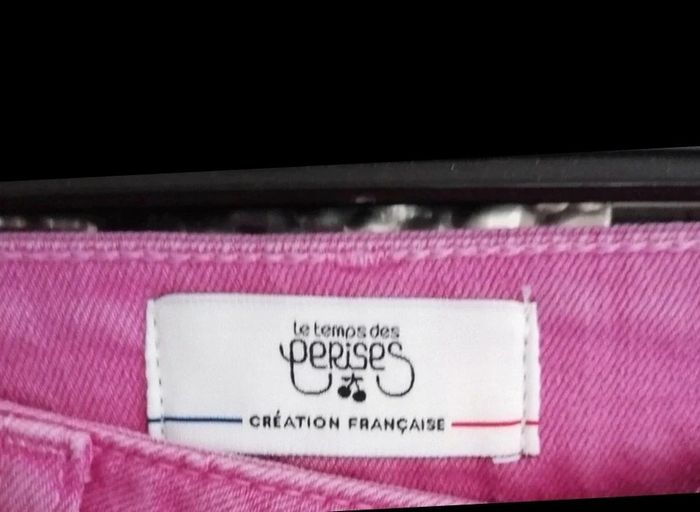 Le temps des
CERISES
CRÉATION FRANÇAISE